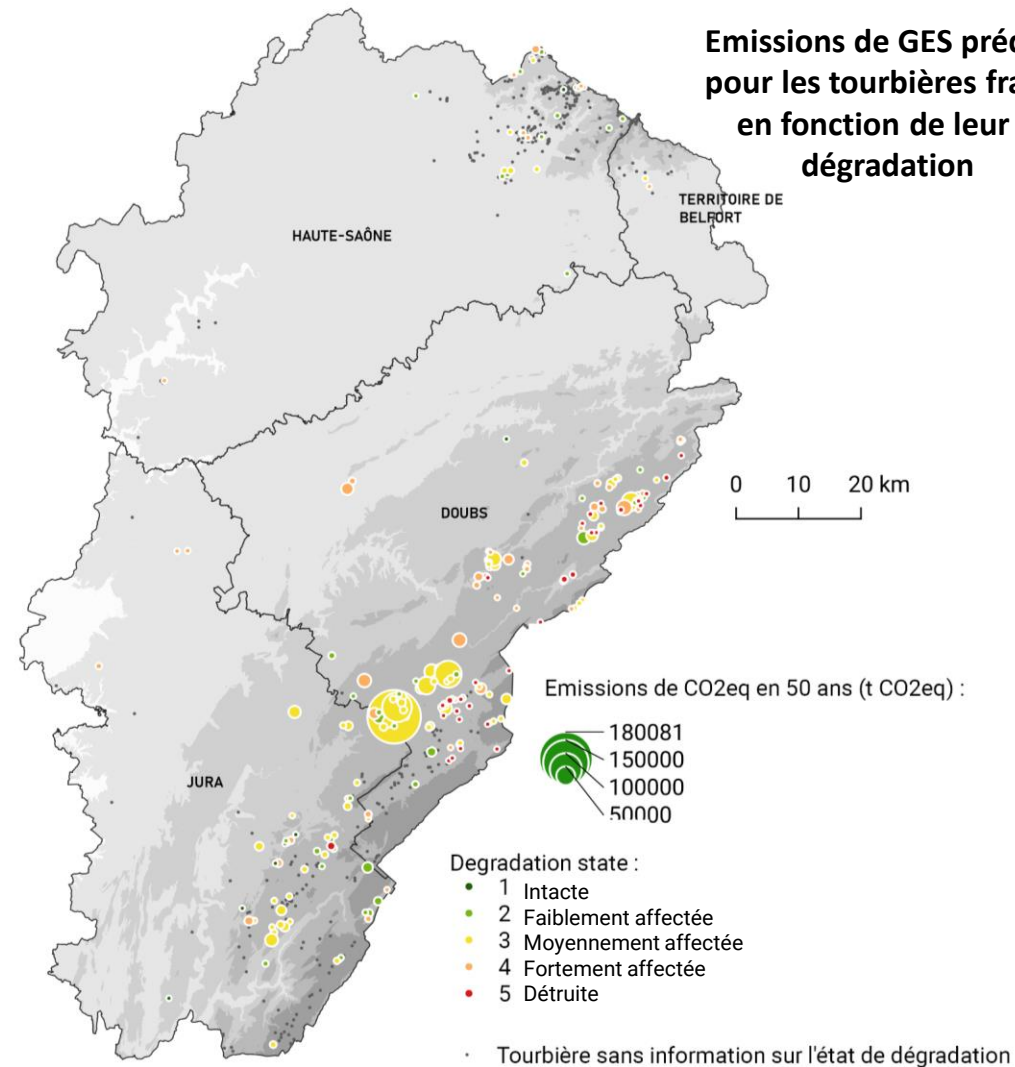 Emissions de GES préd
pour les tourbières fra
en fonction de leur
dégradation
TERRITOIRE DE
BELFORT
HAUTE-SAÔNE
0 10 20 km
DOUBS
Emissions de CO2eq en 50 ans (t CO2eq) :
180081
150000
100000
50000
JURA
Degradation state :
1 Intacte
2 Faiblement affectée
3 Moyennement affectée
4 Fortement affectée
5 Détruite
Tourbière sans information sur l'état de dégradation